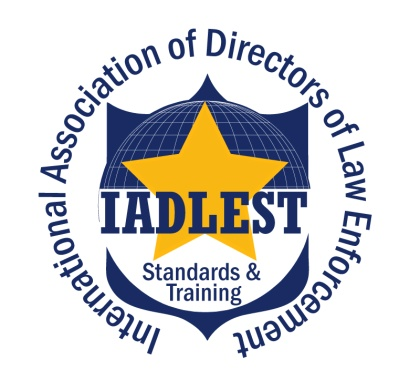 International Association of Directors of Law Enforcement
IADLEST
Standards &
Training